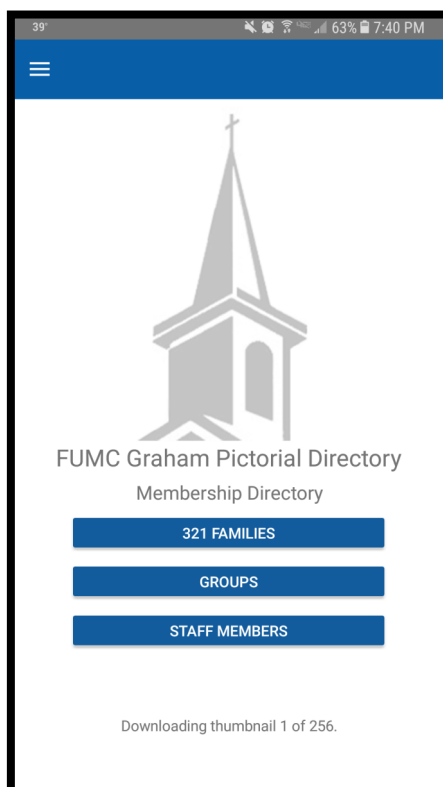 39° 63% 7:40 PM
FUMC Graham Pictorial Directory
Membership Directory
321 FAMILIES
GROUPS
STAFF MEMBERS
Downloading thumbnail 1 of 256.